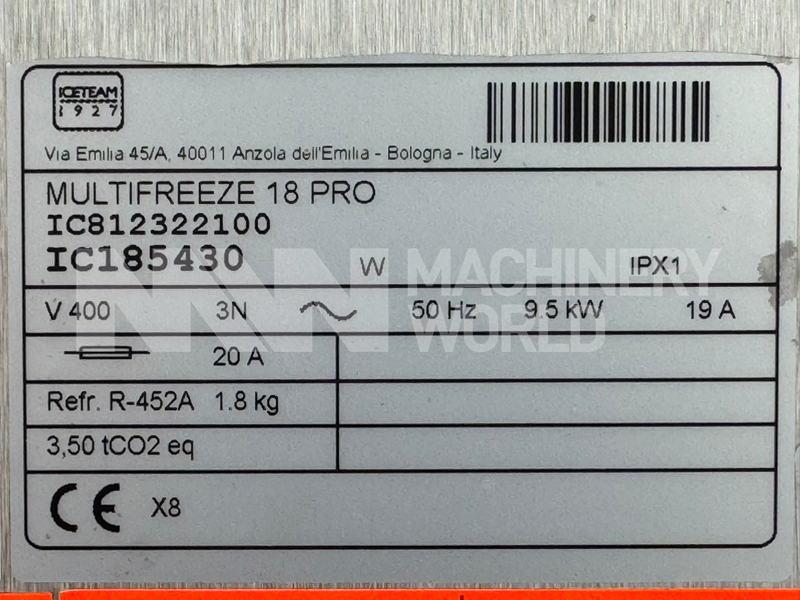 ICETEAM
1927
Via Emilia 45/A, 40011 Anzola dell'Emilia - Bologna - Italy
MULTIFREEZE 18 PRO
IC812322100
IC185430 W IPX1
MACHINERY
WORLD
V 400 3N 50 Hz 9.5 kW 19 A
20 A
Refr. R-452A 1.8 kg
3,50 tCO2 eq
CE X8